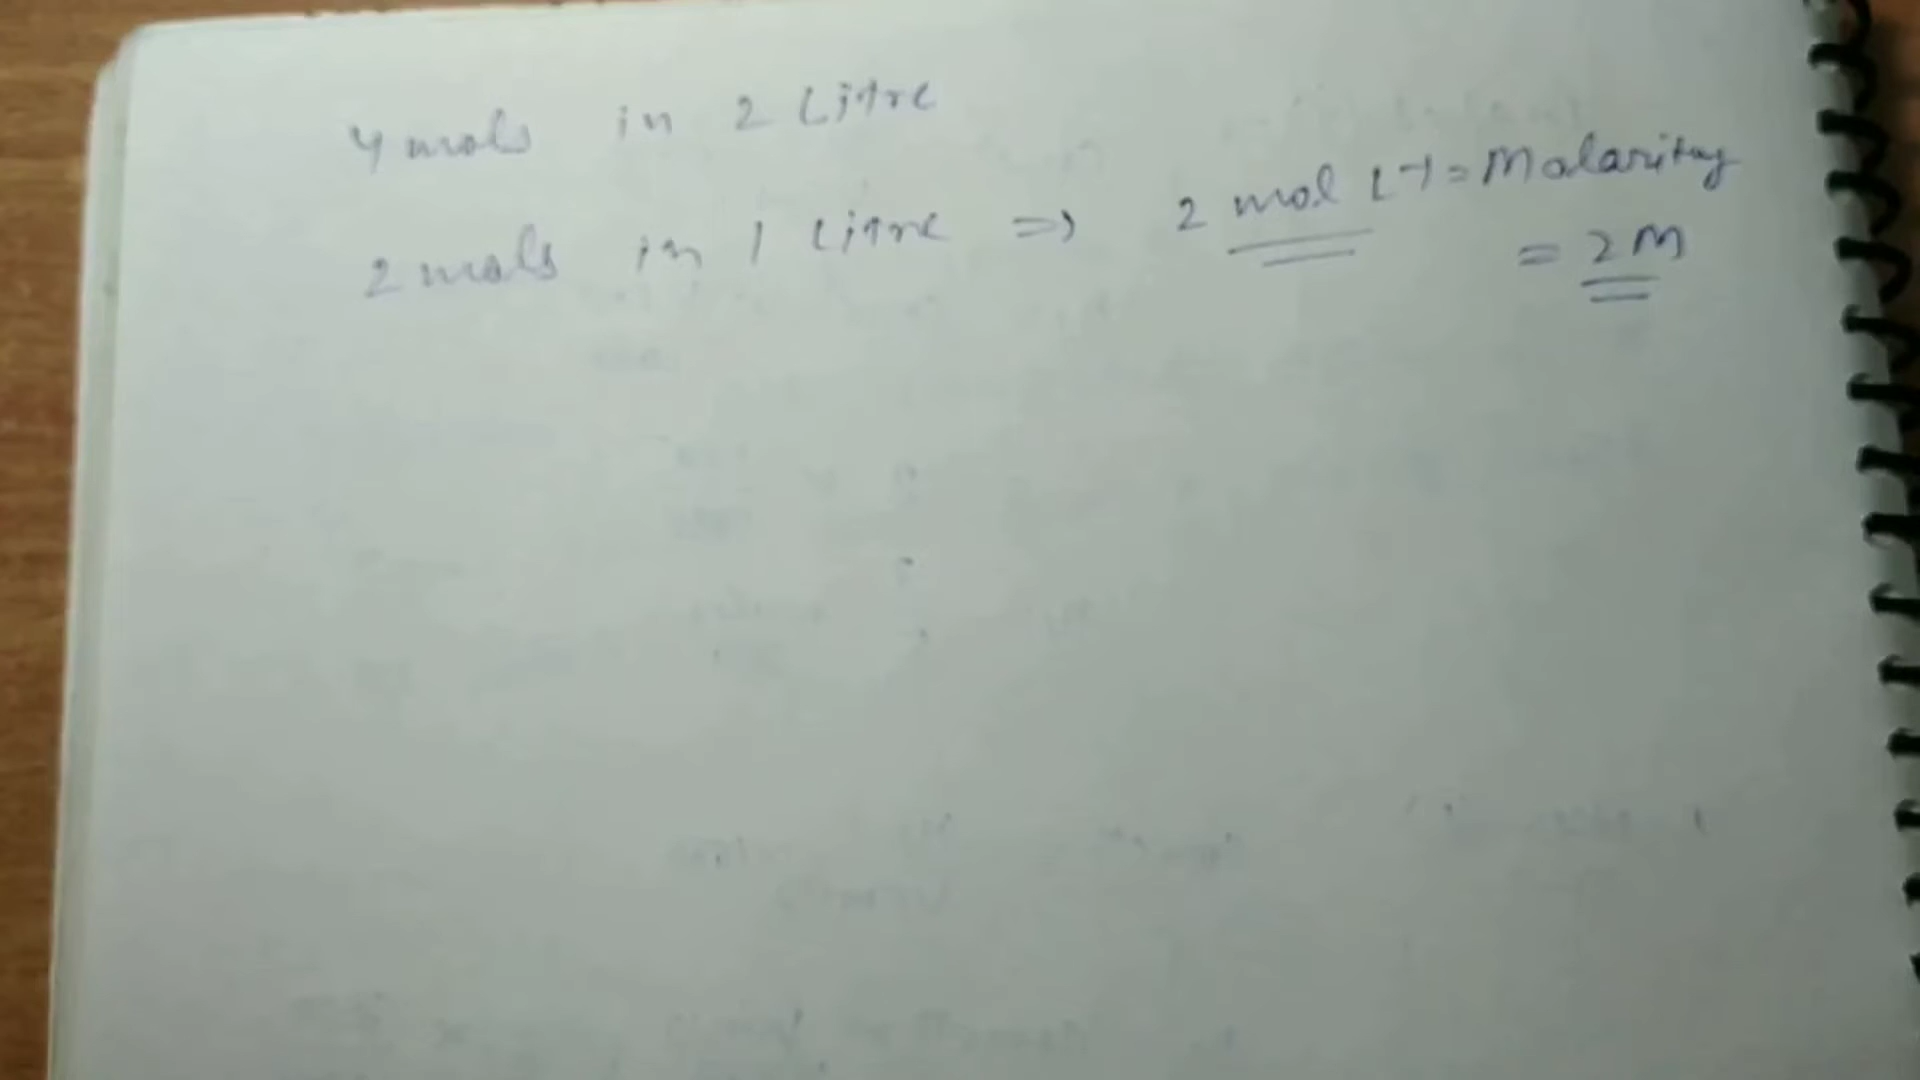 4 mols in 2 Litre
2 mols in 1 Litre => 2 mol L-1 = Molarity
= 2M